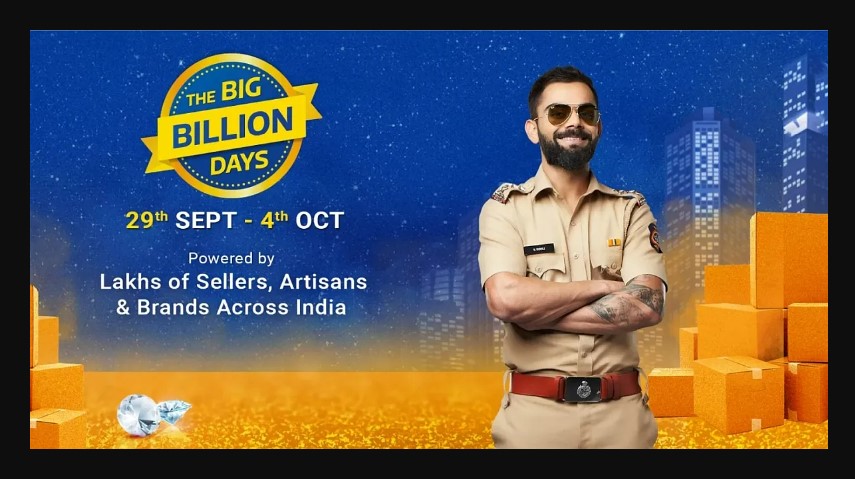 THE BIG
BILLION
DAYS
29th SEPT - 4th OCT
Powered by
Lakhs of Sellers, Artisans
& Brands Across India